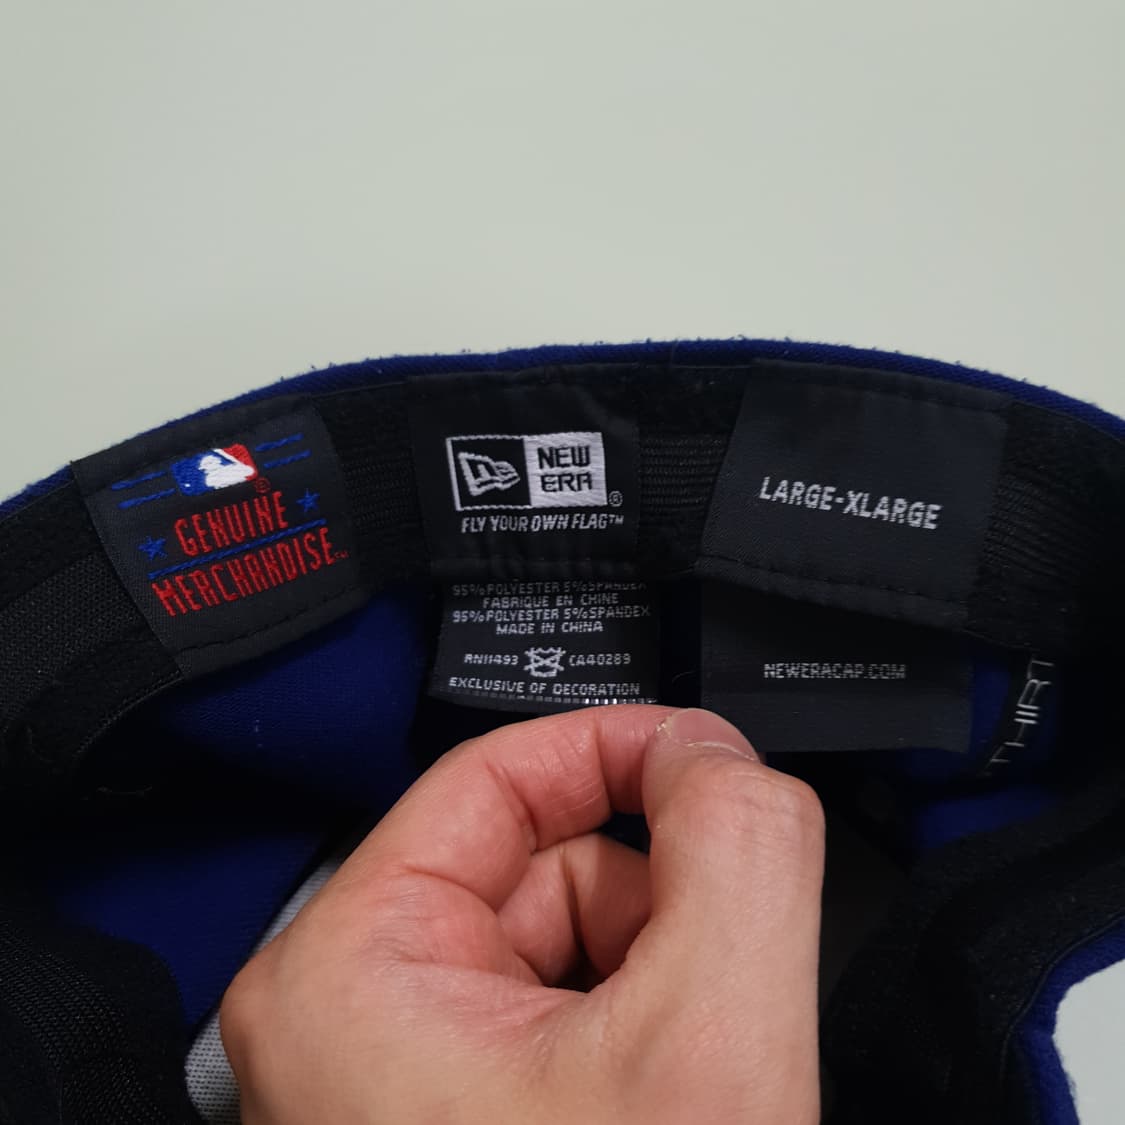 GENUINE
MERCHANDISE
NEW
ERA®
FLY YOUR OWN FLAG™
95% POLYESTER 5% SPANDEX
FABRIQUE EN CHINE
95% POLYESTER 5% SPANDEX
MADE IN CHINA
RN11493 CA40289
EXCLUSIVE OF DECORATION
LARGE-XLARGE
NEWERACAP.COM
THIRT